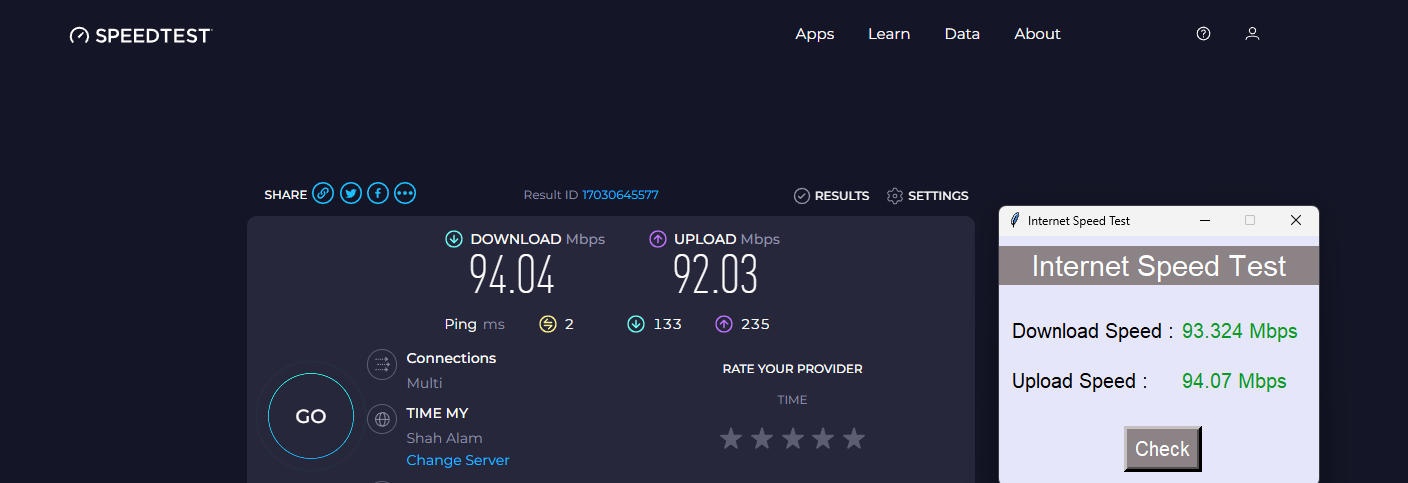 SPEEDTEST
Apps Learn Data About
SHARE Result ID 17030645577 RESULTS SETTINGS
DOWNLOAD Mbps UPLOAD Mbps
94.04 92.03
Ping ms 2 133 235
Connections
Multi
RATE YOUR PROVIDER
TIME
GO
TIME MY
Shah Alam
Change Server
Internet Speed Test
Internet Speed Test
Download Speed : 93.324 Mbps
Upload Speed : 94.07 Mbps
Check